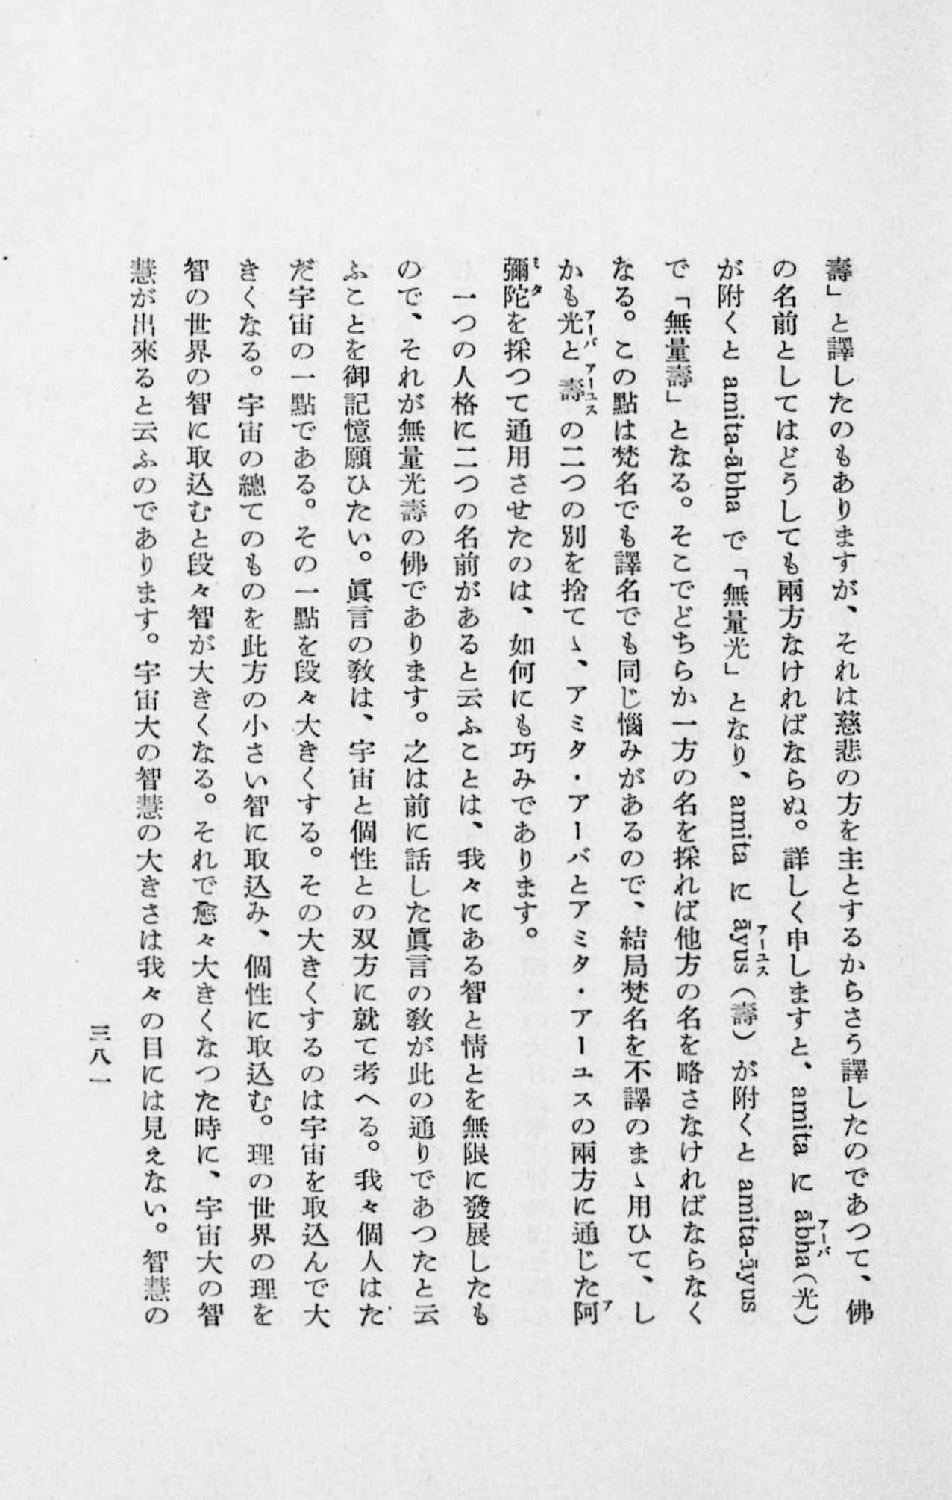 壽」と譯したのもありますが、それは慈悲の方を主とするからさう譯したのであつて、佛
の名前としてはどうしても兩方なければならぬ。詳しく申しますと、amita に ābha(光)
が附くと amita-ābha で「無量光」となり、amita に āyus(壽)が附くと amita-āyus
で「無量壽」となる。そこでどちらか一方の名を採れば他方の名を略さなければならなく
なる。この點は梵名でも譯名でも同じ惱みがあるので、結局梵名を不譯のまゝ用ひて、し
かも光と壽の二つの別を捨てゝ、アミタ・アーバとアミタ・アーユスの兩方に通じた阿
彌陀を採つて通用させたのは、如何にも巧みであります。
一つの人格に二つの名前があると云ふことは、我々にある智と情とを無限に發展したも
ので、それが無量光壽の佛であります。之は前に話した眞言の敎が此の通りであつたと云
ふことを御記憶願ひたい。眞言の敎は、宇宙と個性との双方に就て考へる。我々個人はた
だ宇宙の一點である。その一點を段々大きくする。その大きくするのは宇宙を取込んで大
きくなる。宇宙の總てのものを此方の小さい智に取込み、個性に取込む。理の世界の理を
智の世界の智に取込むと段々智が大きくなる。それで愈々大きくなつた時に、宇宙大の智
慧が出來ると云ふのであります。宇宙大の智慧の大きさは我々の目には見えない。智慧の
三八一